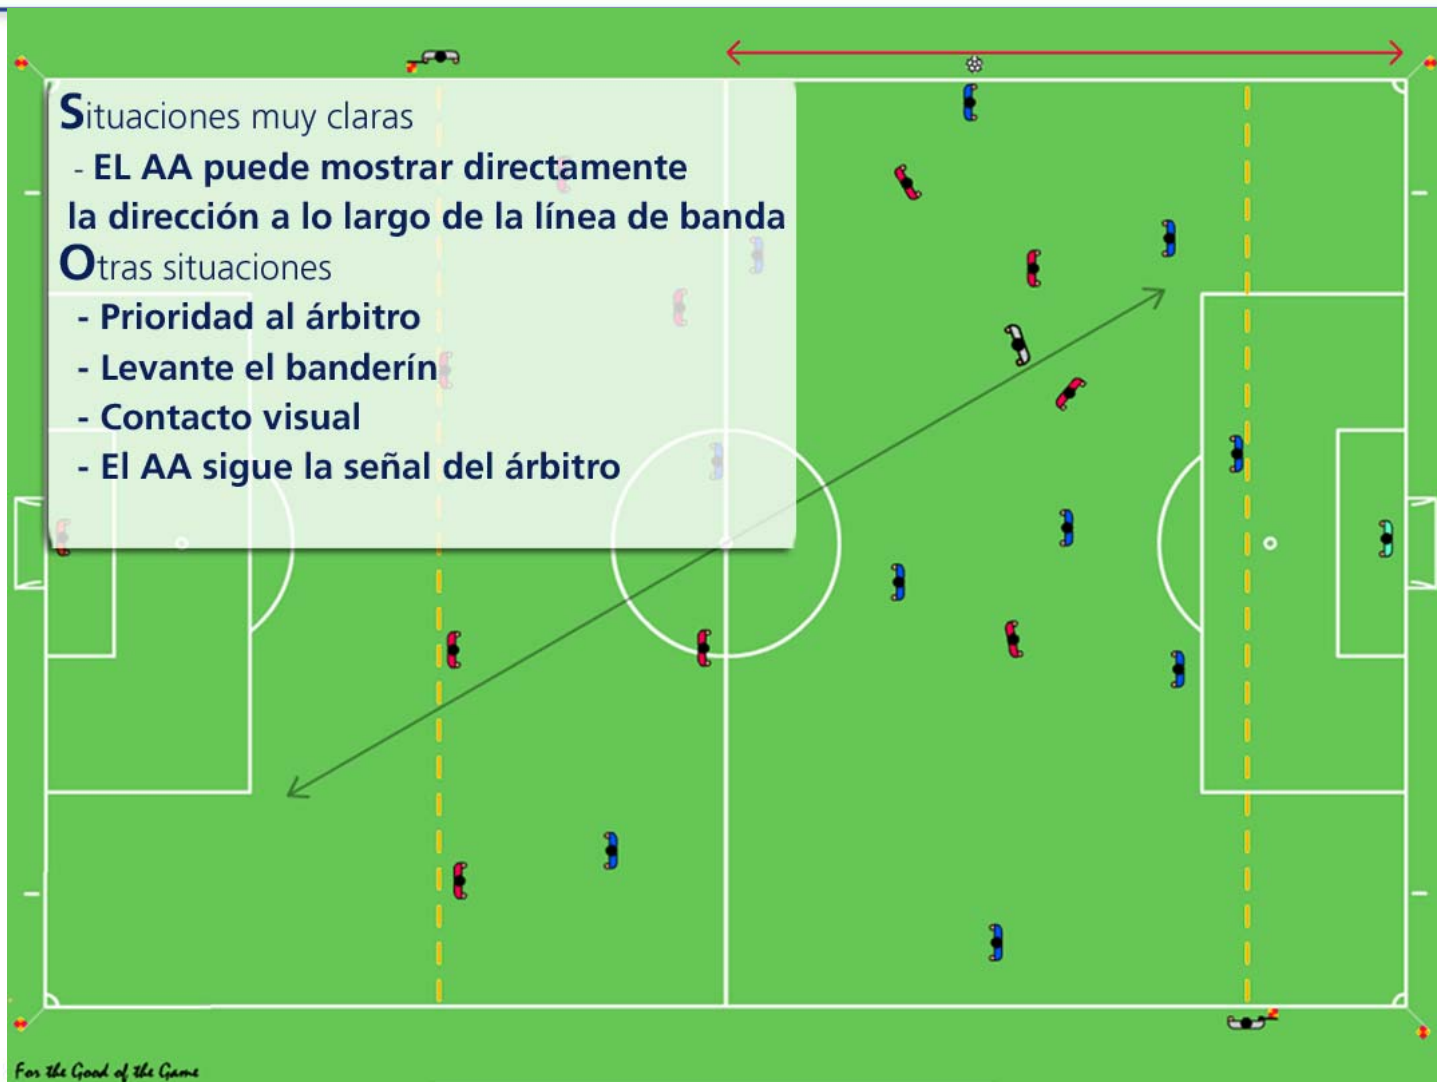 Situaciones muy claras
- EL AA puede mostrar directamente
la dirección a lo largo de la línea de banda
Otras situaciones
- Prioridad al árbitro
- Levante el banderín
- Contacto visual
- El AA sigue la señal del árbitro
For the Good of the Game